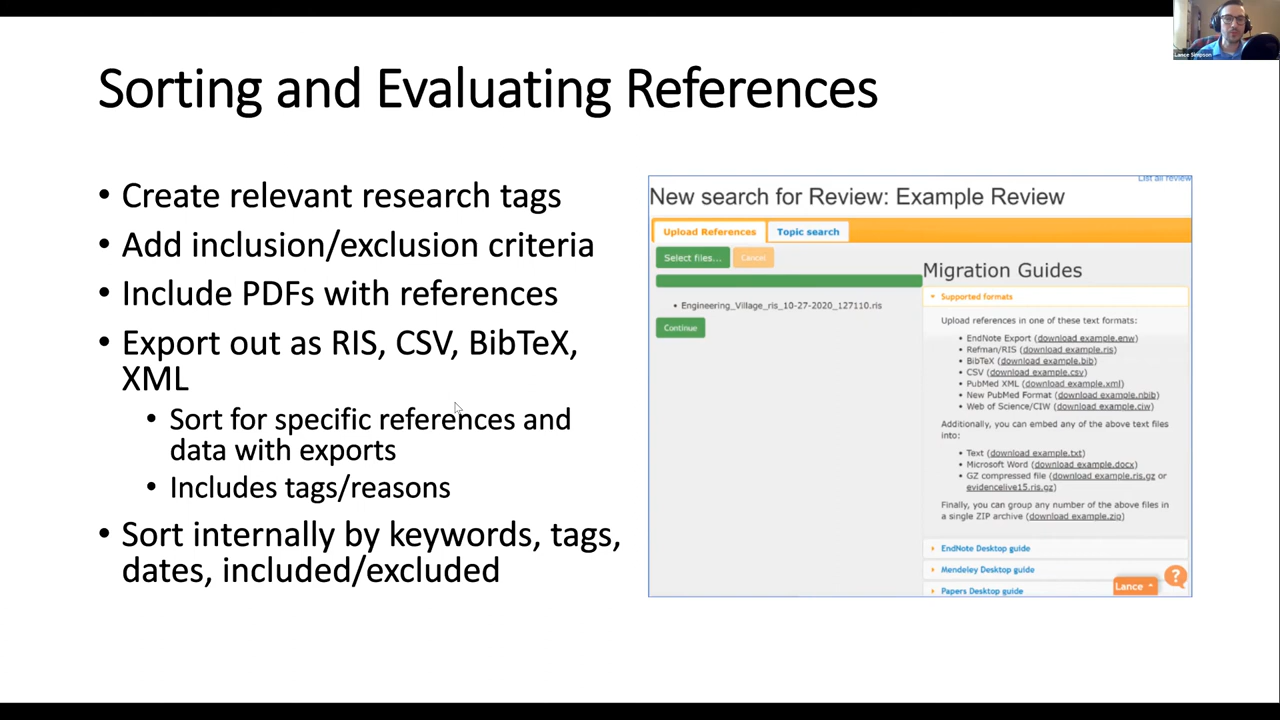 Lance Simpson
Sorting and Evaluating References
• Create relevant research tags
• Add inclusion/exclusion criteria
• Include PDFs with references
• Export out as RIS, CSV, BibTeX,
XML
• Sort for specific references and
data with exports
• Includes tags/reasons
• Sort internally by keywords, tags,
dates, included/excluded
List all review
New search for Review: Example Review
Upload References
Topic search
Select files...
Cancel
• Engineering_Village_ris_10-27-2020_127110.ris
Continue
Migration Guides
Supported formats
Upload references in one of these text formats:
• EndNote Export (download example.enw)
• Refman/RIS (download example.ris)
• BibTeX (download example.bib)
• CSV (download example.csv)
• PubMed XML (download example.xml)
• New PubMed Format (download example.nbib)
• Web of Science/CIW (download example.ciw)
Additionally, you can embed any of the above text files
into:
• Text (download example.txt)
• Microsoft Word (download example.docx)
• GZ compressed file (download example.ris.gz or
evidencelive15.ris.gz)
Finally, you can group any number of the above files in
a single ZIP archive (download example.zip)
EndNote Desktop guide
Mendeley Desktop guide
Papers Desktop guide
Lance
?